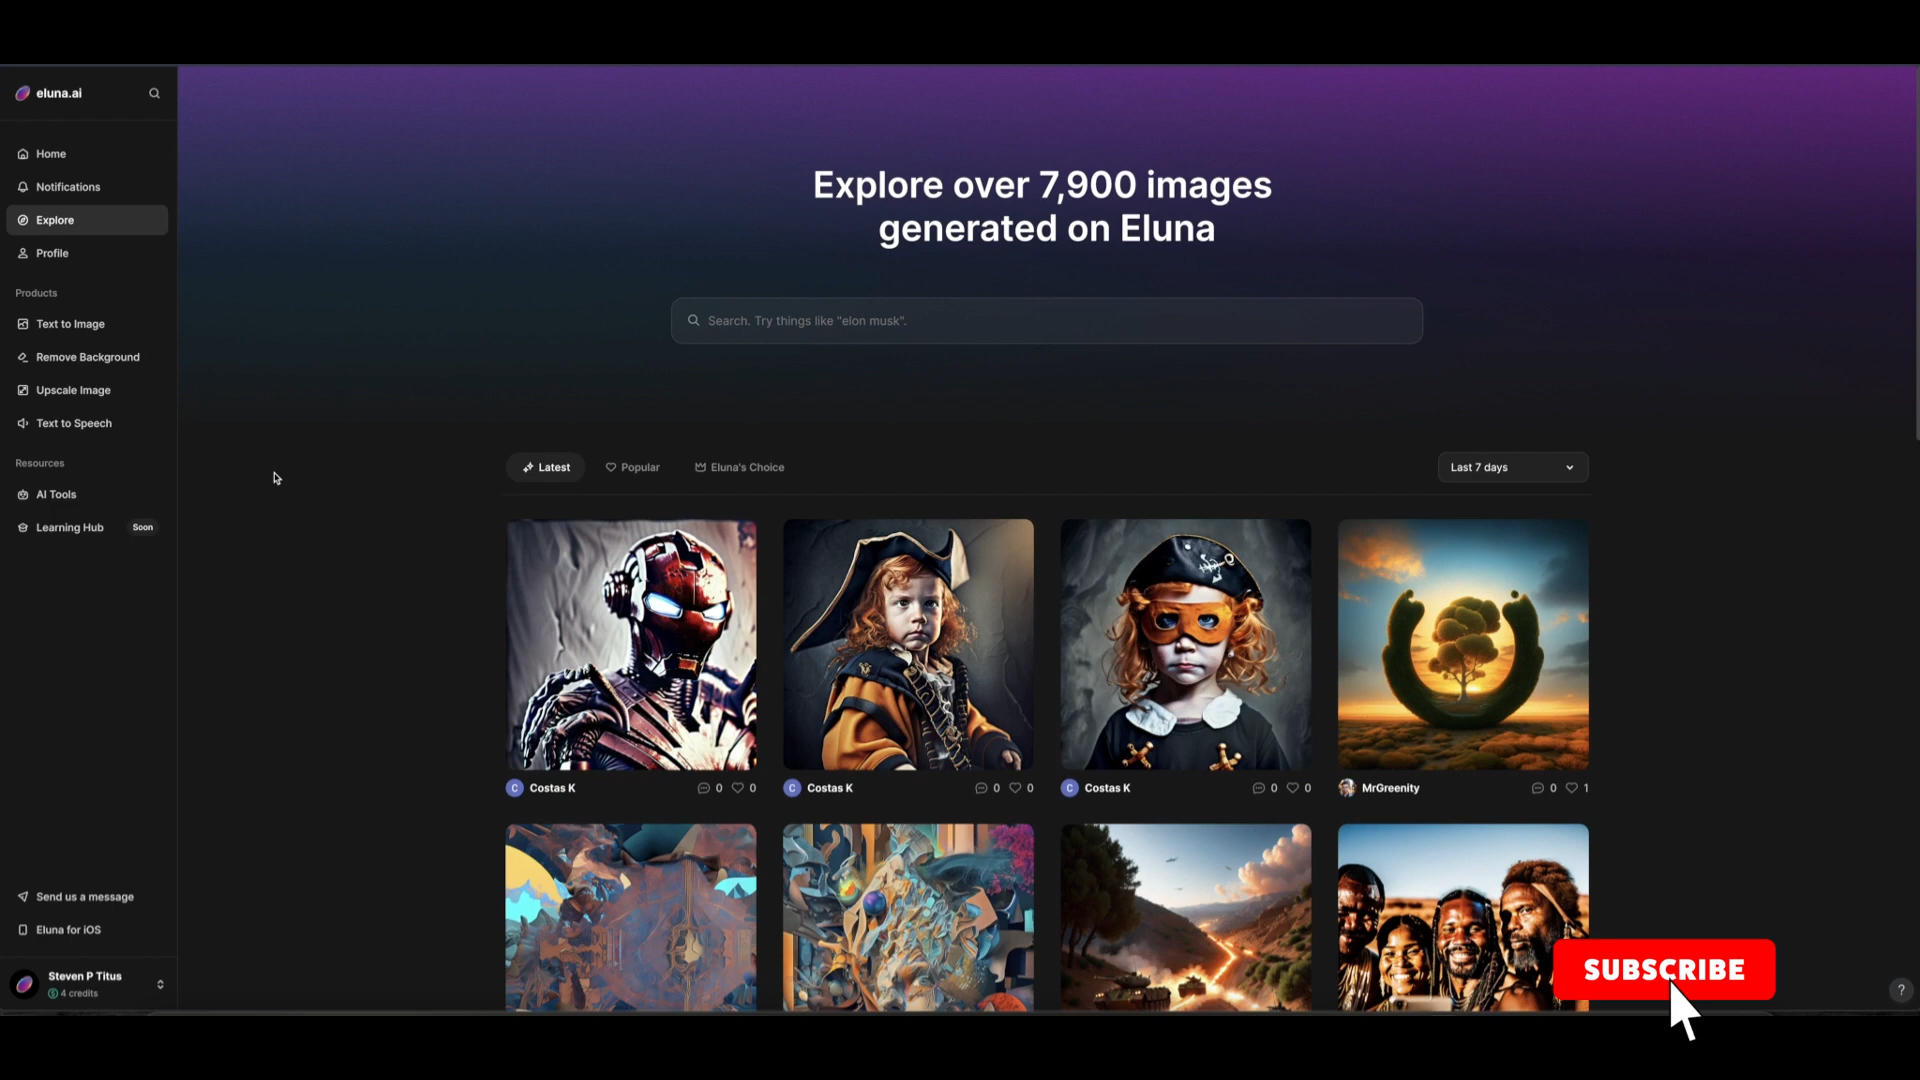 eluna.ai
Home
Notifications
Explore
Profile
Products
Text to Image
Remove Background
Upscale Image
Text to Speech
Resources
AI Tools
Learning Hub
Soon
Send us a message
Eluna for iOS
Steven P Titus
4 credits
Explore over 7,900 images
generated on Eluna
Search. Try things like "elon musk".
Latest
Popular
Eluna's Choice
Last 7 days
C Costas K 0 0
C Costas K 0 0
C Costas K 0 0
MrGreenity 0 1
SUBSCRIBE
?